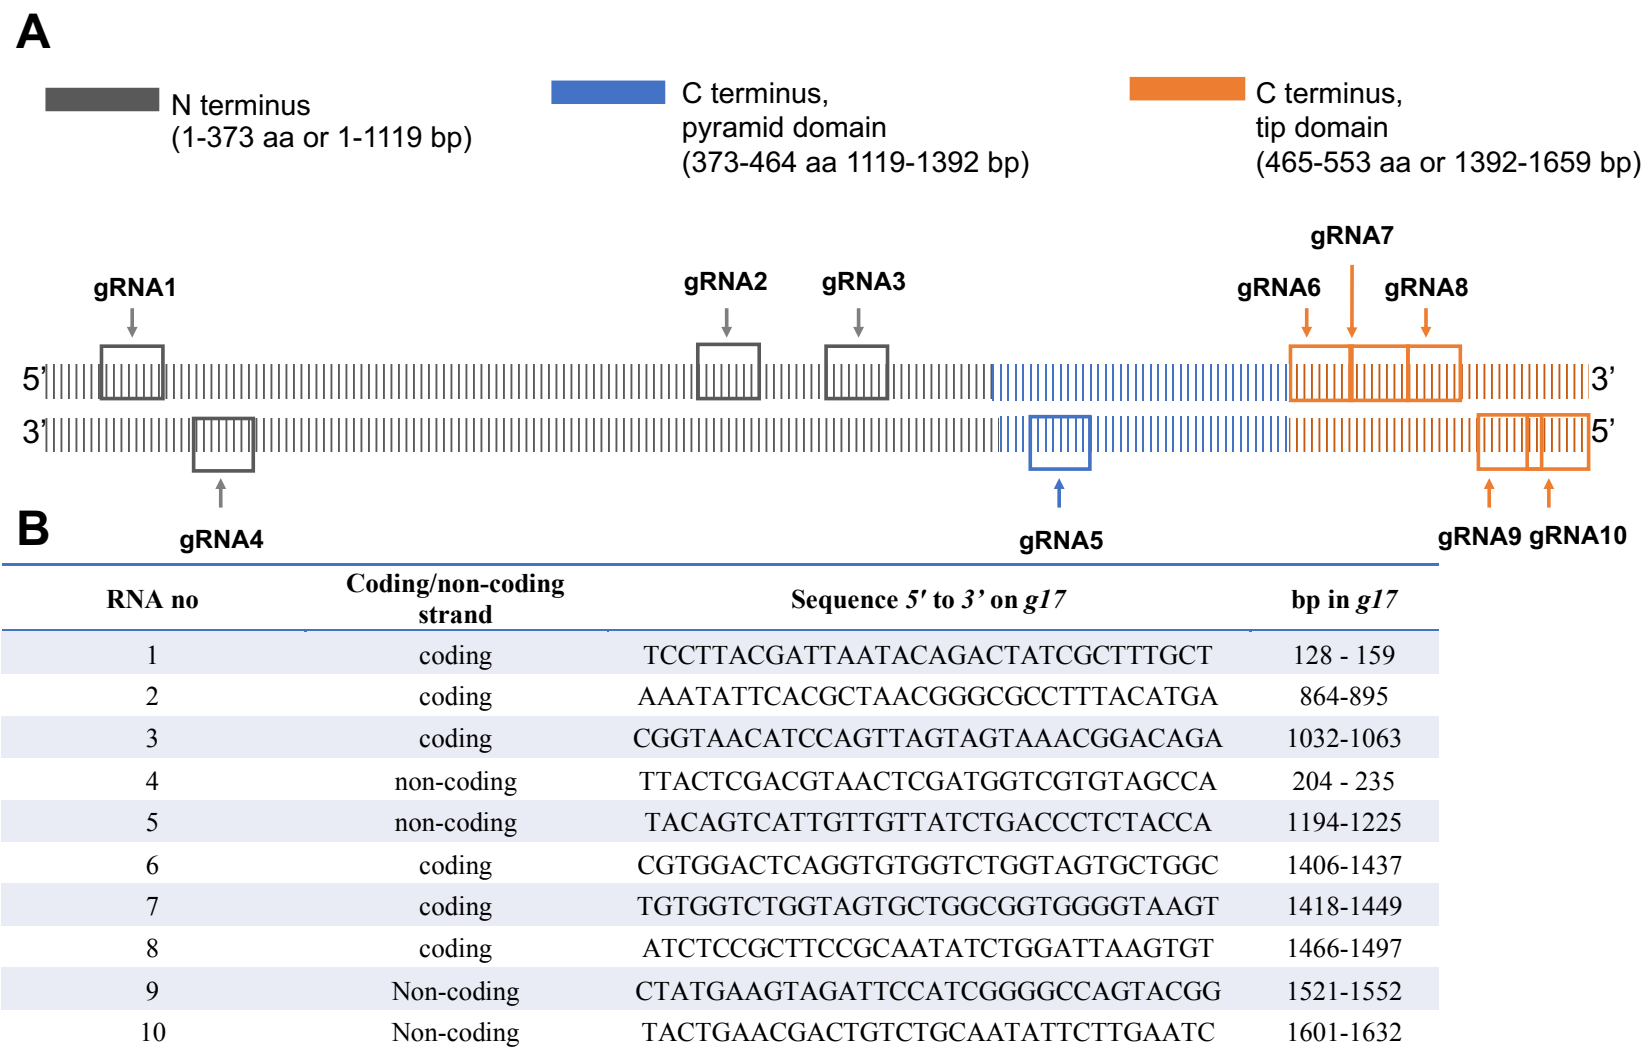 A
N terminus
(1-373 aa or 1-1119 bp)
C terminus,
pyramid domain
(373-464 aa 1119-1392 bp)
C terminus,
tip domain
(465-553 aa or 1392-1659 bp)
gRNA7
gRNA1
gRNA2
gRNA3
gRNA6
gRNA8
5’
3’
3’
5’
gRNA4
gRNA5
gRNA9
gRNA10
B
RNA no
Coding/non-coding
strand
Sequence 5′ to 3’ on g17
bp in g17
1 coding TCCTTACGATTAATACAGACTATCGCTTTGCT 128 - 159
2 coding AAATATTCACGCTAACGGGCGCCTTTACATGA 864-895
3 coding CGGTAACATCCAGTTAGTAGTAAACGGACAGA 1032-1063
4 non-coding TTACTCGACGTAACTCGATGGTCGTGTAGCCA 204 - 235
5 non-coding TACAGTCATTGTTGTTATCTGACCCTCTACCA 1194-1225
6 coding CGTGGACTCAGGTGTGGTCTGGTAGTGCTGGC 1406-1437
7 coding TGTGGTCTGGTAGTGCTGGCGGTGGGGTAAGT 1418-1449
8 coding ATCTCCGCTTCCGCAATATCTGGATTAAGTGT 1466-1497
9 Non-coding CTATGAAGTAGATTCCATCGGGGCCAGTACGG 1521-1552
10 Non-coding TACTGAACGACTGTCTGCAATATTCTTGAATC 1601-1632